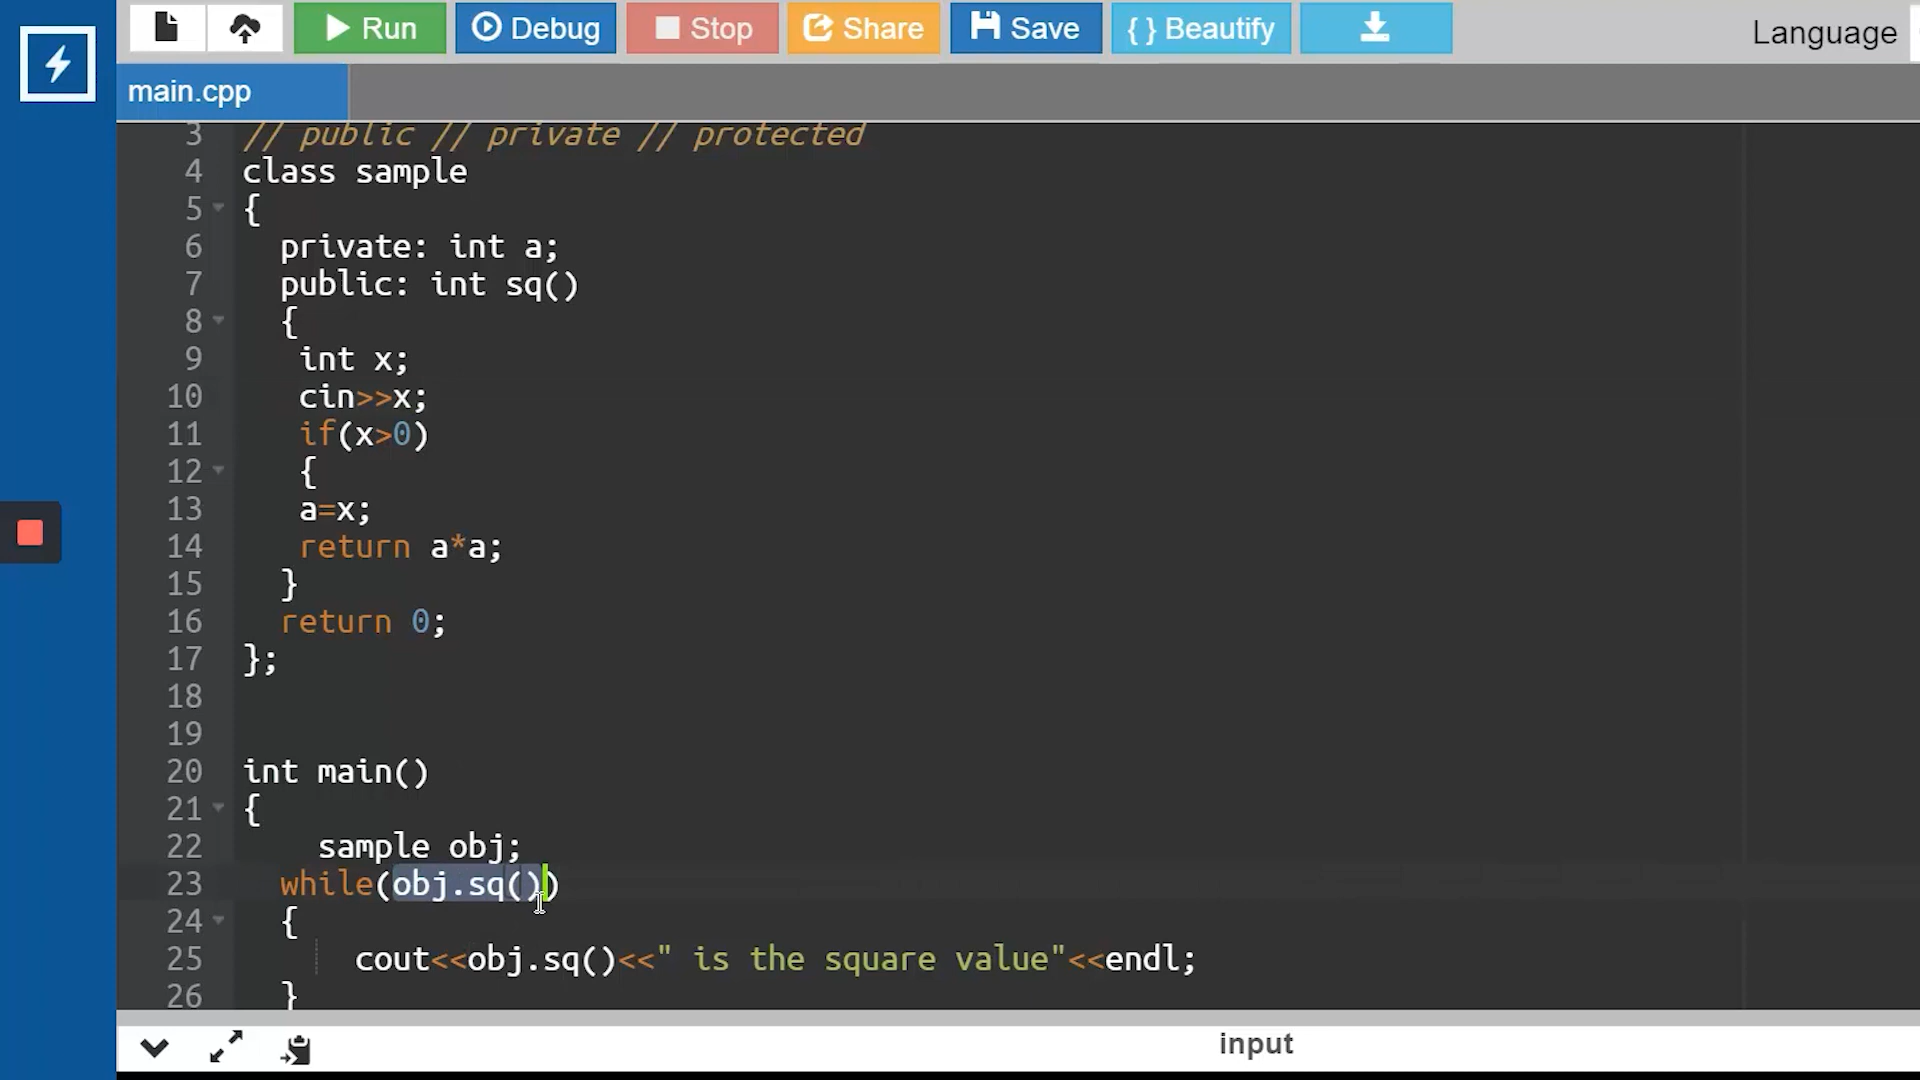 Run Debug Stop Share Save { } Beautify Language
main.cpp
3 // public // private // protected
4 class sample
5 {
6 private: int a;
7 public: int sq()
8 {
9 int x;
10 cin>>x;
11 if(x>0)
12 {
13 a=x;
14 return a*a;
15 }
16 return 0;
17 };
18
19
20 int main()
21 {
22 sample obj;
23 while(obj.sq())
24 {
25 cout<<obj.sq()<<" is the square value"<<endl;
26 }
input